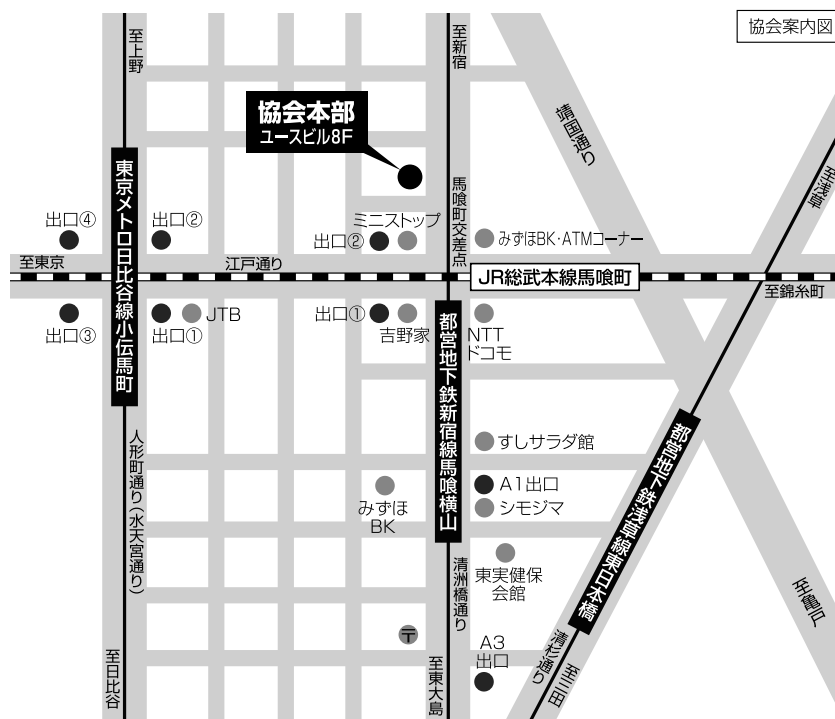 協会案内図
至上野
至新宿
協会本部
ユースビル8F
靖国通り
至浅草
東京メトロ日比谷線小伝馬町
馬喰町交差点
出口④
出口②
ミニストップ
出口②
みずほBK・ATMコーナー
至東京
江戸通り
JR総武本線馬喰町
至錦糸町
出口③
出口①
JTB
出口①
吉野家
NTT
ドコモ
都営地下鉄新宿線馬喰横山
都営地下鉄浅草線東日本橋
すしサラダ館
人形町通り(水天宮通り)
みずほ
BK
A1出口
シモジマ
東実健保
会館
清洲橋通り
至亀戸
〒
A3
出口
清杉通り
至三田
至日比谷
至東大島